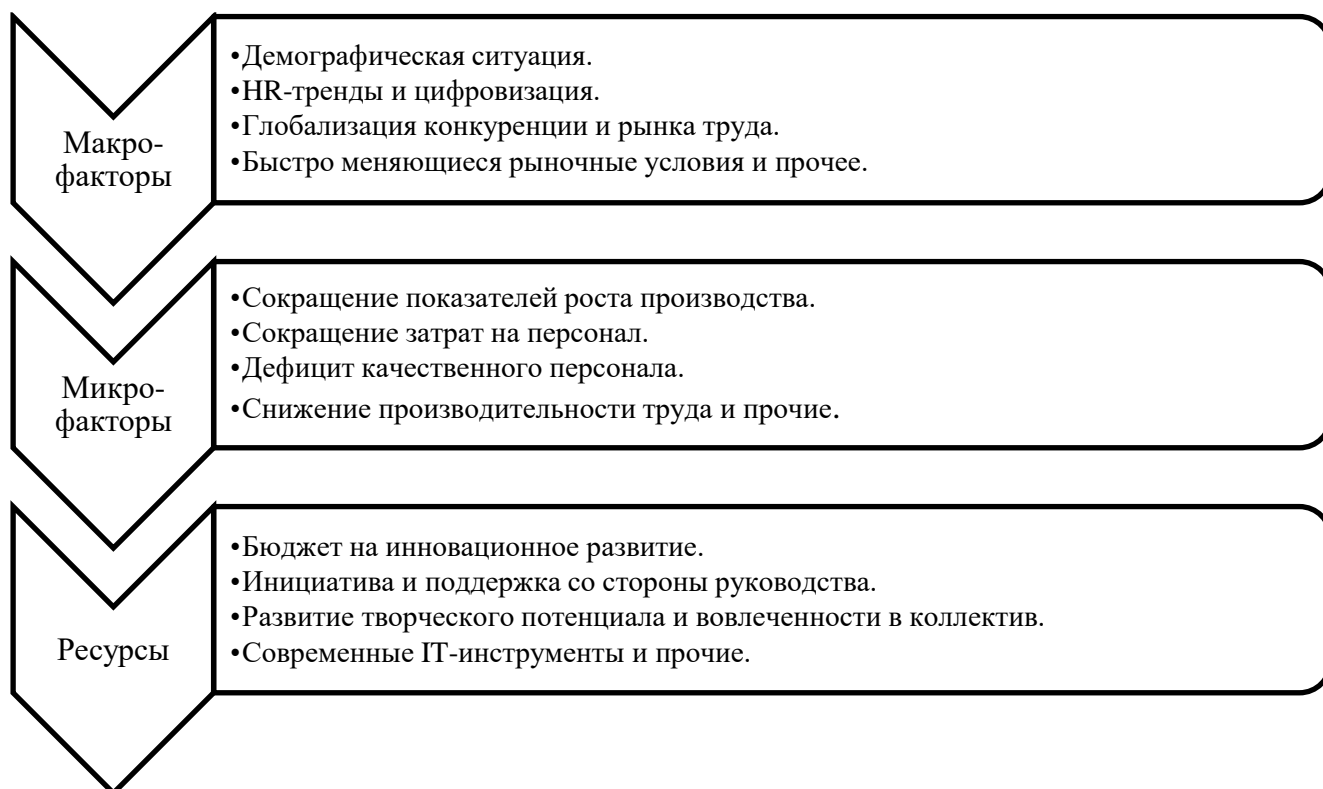 Макро-
факторы
•Демографическая ситуация.
•HR-тренды и цифровизация.
•Глобализация конкуренции и рынка труда.
•Быстро меняющиеся рыночные условия и прочее.
Микро-
факторы
•Сокращение показателей роста производства.
•Сокращение затрат на персонал.
•Дефицит качественного персонала.
•Снижение производительности труда и прочие.
Ресурсы
•Бюджет на инновационное развитие.
•Инициатива и поддержка со стороны руководства.
•Развитие творческого потенциала и вовлеченности в коллектив.
•Современные IT-инструменты и прочие.